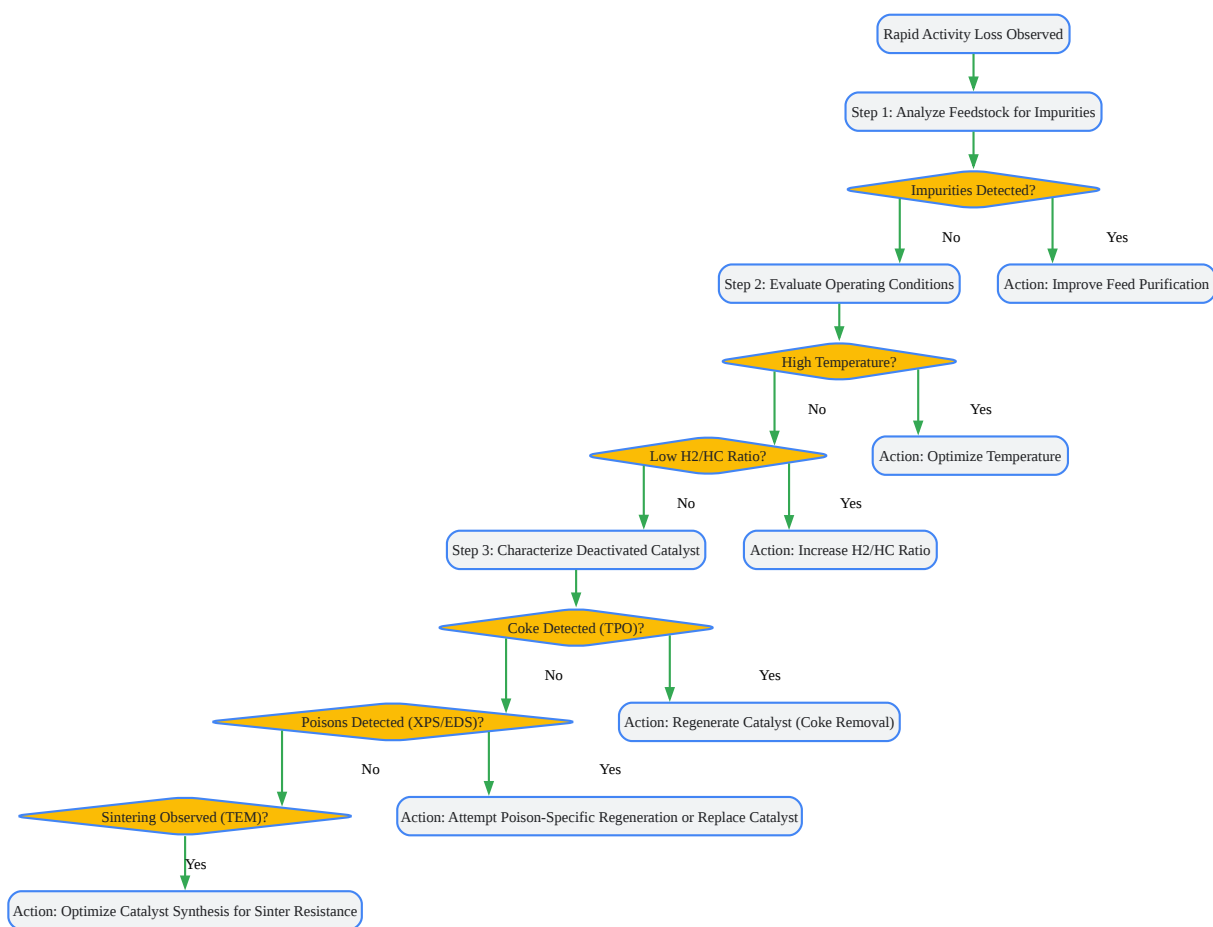 Rapid Activity Loss Observed
Step 1: Analyze Feedstock for Impurities
Impurities Detected?
No
Yes
Step 2: Evaluate Operating Conditions
Action: Improve Feed Purification
High Temperature?
No
Yes
Low H2/HC Ratio?
Action: Optimize Temperature
No
Yes
Step 3: Characterize Deactivated Catalyst
Action: Increase H2/HC Ratio
Coke Detected (TPO)?
No
Yes
Poisons Detected (XPS/EDS)?
Action: Regenerate Catalyst (Coke Removal)
No
Yes
Sintering Observed (TEM)?
Action: Attempt Poison-Specific Regeneration or Replace Catalyst
Yes
Action: Optimize Catalyst Synthesis for Sinter Resistance